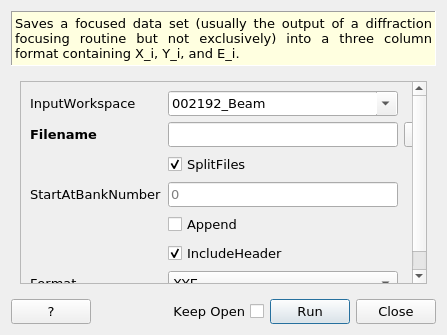 Saves a focused data set (usually the output of a diffraction
focusing routine but not exclusively) into a three column
format containing X_i, Y_i, and E_i.
InputWorkspace 002192_Beam
Filename
SplitFiles
StartAtBankNumber 0
Append
IncludeHeader
Format XYE
? Keep Open Run Close